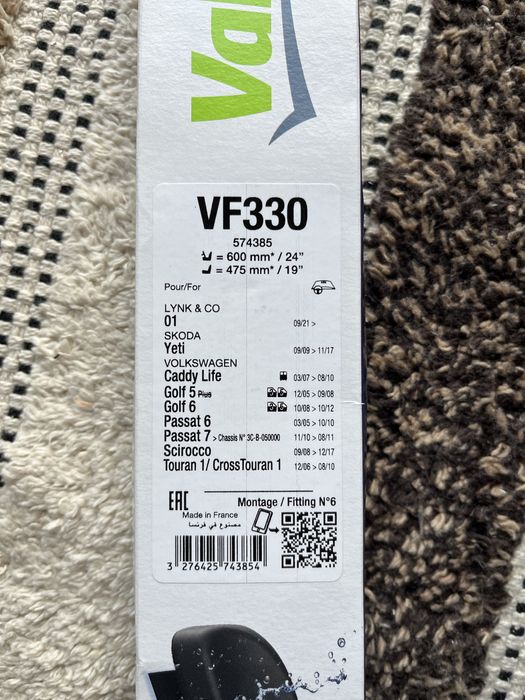 Val
VF330
574385
= 600 mm* / 24"
= 475 mm* / 19"
Pour/For
LYNK & CO
01 09/21 >
SKODA
Yeti 09/09 > 11/17
VOLKSWAGEN
Caddy Life 03/07 > 08/10
Golf 5 Plus 12/05 > 09/08
Golf 6 10/08 > 10/12
Passat 6 03/05 > 10/10
Passat 7 > Chassis N° 3C-B-050000 11/10 > 08/11
Scirocco 09/08 > 12/17
Touran 1/ CrossTouran 1 12/06 > 08/10
EAC Montage / Fitting N°6
Made in France
مصنوع في فرنسا
3 276425 743854